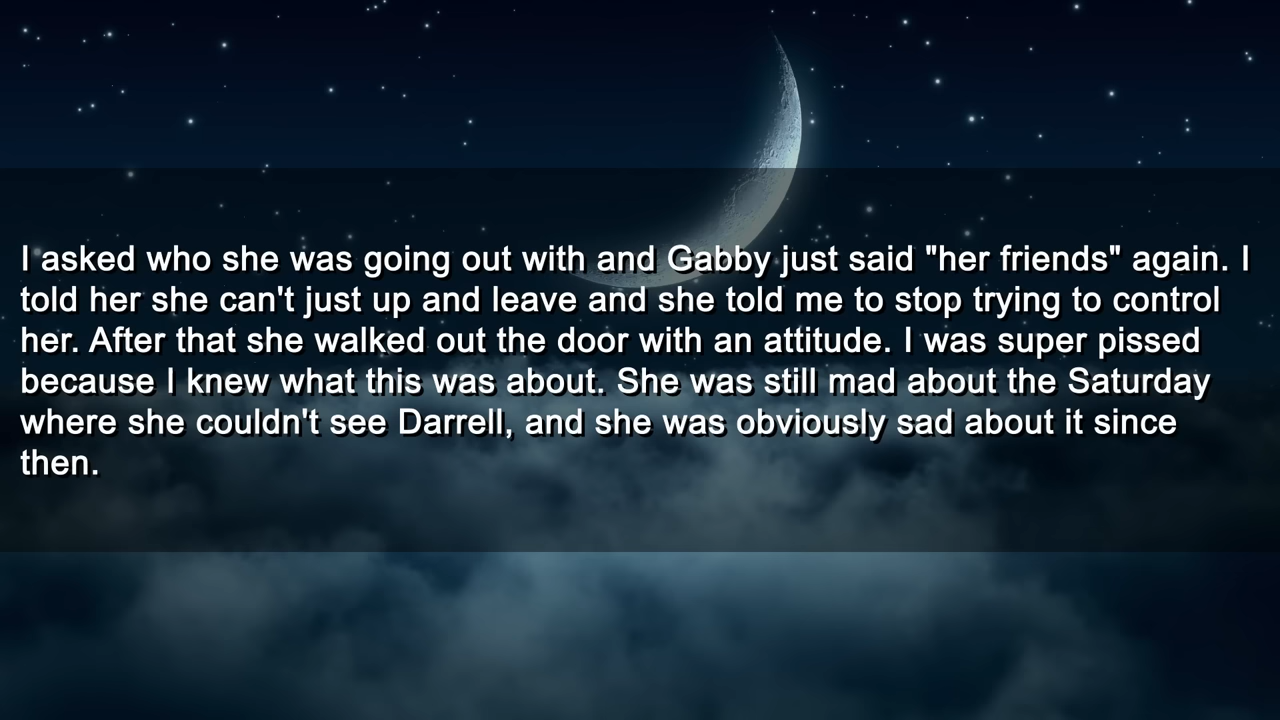 I asked who she was going out with and Gabby just said "her friends" again. I
told her she can't just up and leave and she told me to stop trying to control
her. After that she walked out the door with an attitude. I was super pissed
because I knew what this was about. She was still mad about the Saturday
where she couldn't see Darrell, and she was obviously sad about it since
then.